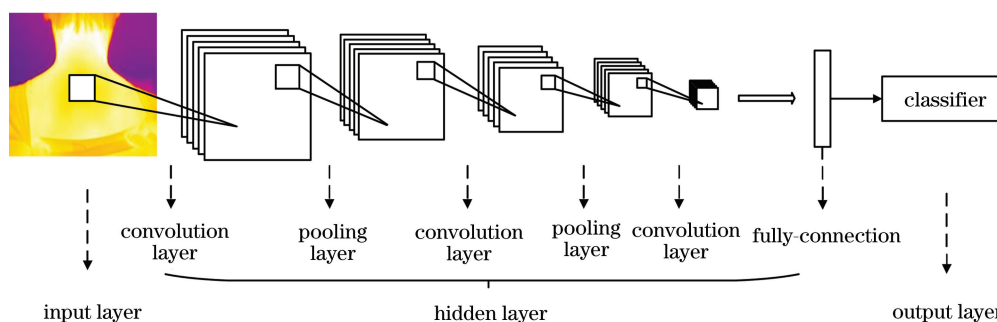 classifier
convolution
layer
pooling
layer
convolution
layer
pooling
layer
convolution
layer
fully-connection
input layer
hidden layer
output layer